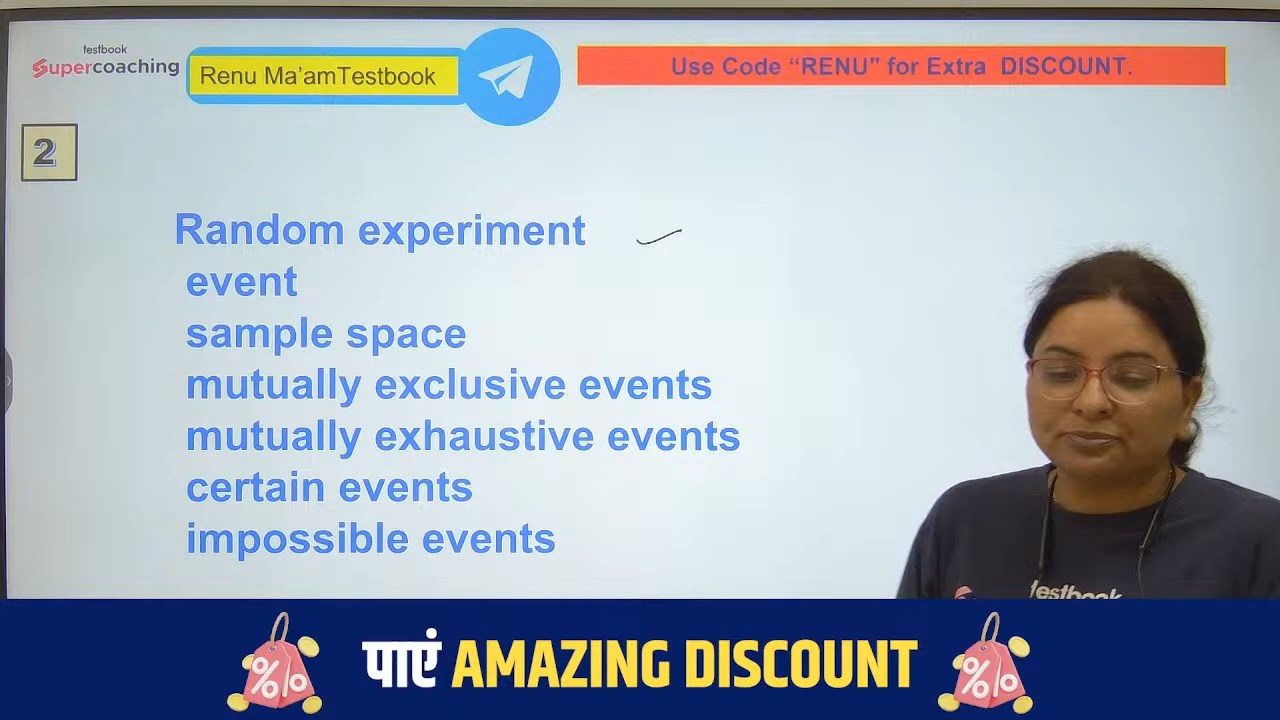 testbook
Supercoaching
Renu Ma'amTestbook
Use Code “RENU" for Extra DISCOUNT.
2
Random experiment
event
sample space
mutually exclusive events
mutually exhaustive events
certain events
impossible events
testbook
पाएं AMAZING DISCOUNT